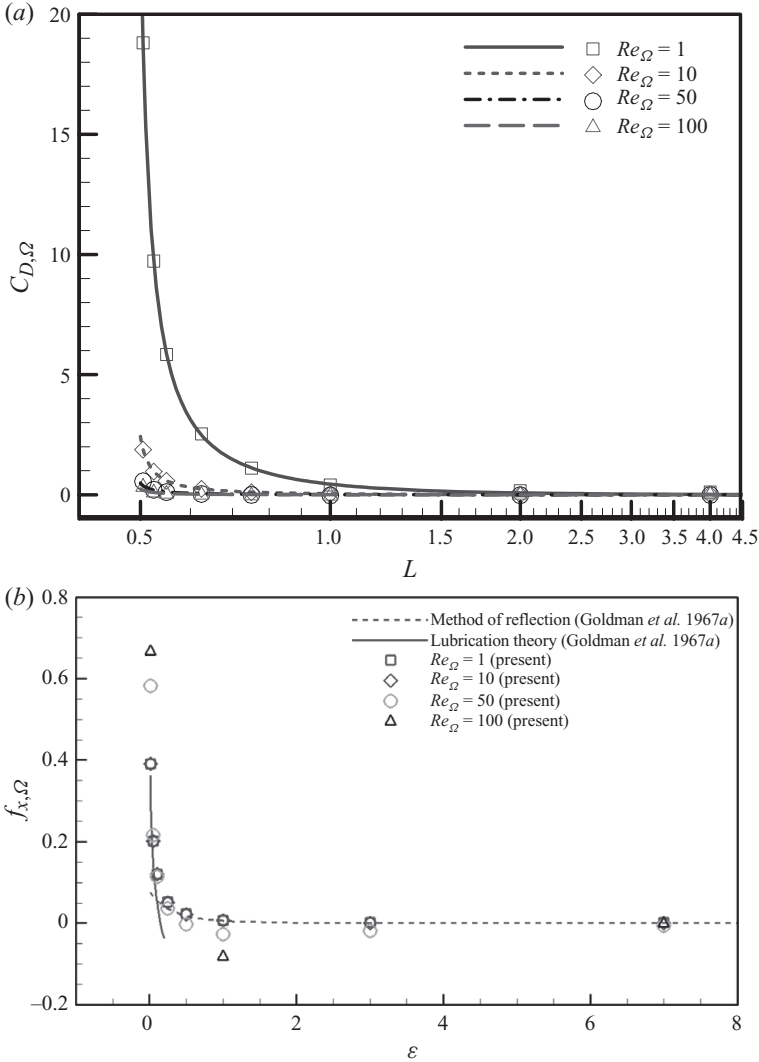 (a)
20
15
10
5
0
C_{D,Ω}
Re_Ω = 1
Re_Ω = 10
Re_Ω = 50
Re_Ω = 100
0.5 1.0 1.5 2.0 2.5 3.0 3.5 4.0 4.5
L
(b)
0.8
0.6
0.4
0.2
0
–0.2
f_{x,Ω}
Method of reflection (Goldman et al. 1967a)
Lubrication theory (Goldman et al. 1967a)
Re_Ω = 1 (present)
Re_Ω = 10 (present)
Re_Ω = 50 (present)
Re_Ω = 100 (present)
0 2 4 6 8
ε